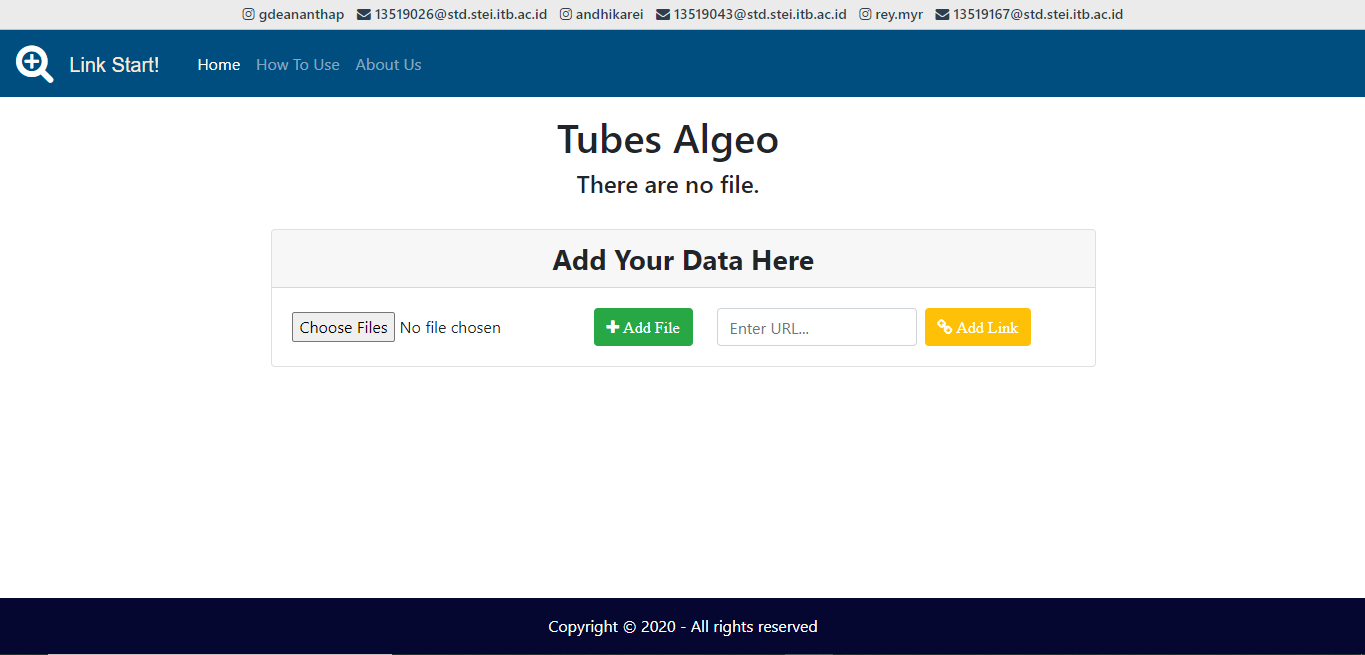 gdeananthap 13519026@std.stei.itb.ac.id andhikarei 13519043@std.stei.itb.ac.id rey.myr 13519167@std.stei.itb.ac.id
Link Start! Home How To Use About Us
Tubes Algeo
There are no file.
Add Your Data Here
Choose Files No file chosen Add File Enter URL... Add Link
Copyright © 2020 - All rights reserved